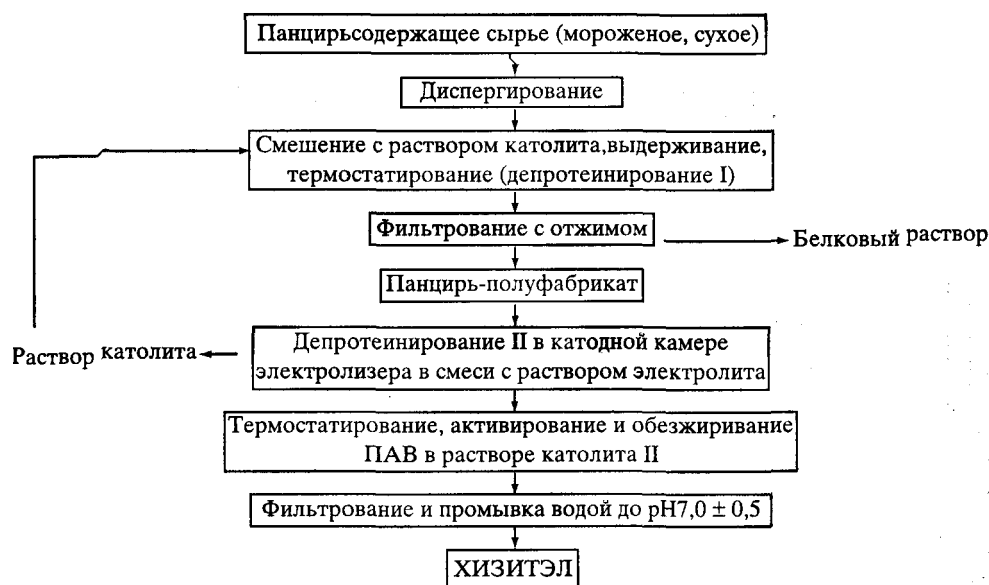 Панцирьсодержащее сырье (мороженое, сухое)
Диспергирование
Смешение с раствором католита,выдерживание,
термостатирование (депротеинирование I)
Фильтрование с отжимом
Белковый раствор
Панцирь-полуфабрикат
Раствор католита
Депротеинирование II в катодной камере
электролизера в смеси с раствором электролита
Термостатирование, активирование и обезжиривание
ПАВ в растворе католита II
Фильтрование и промывка водой до pH7,0 ± 0,5
ХИЗИТЭЛ